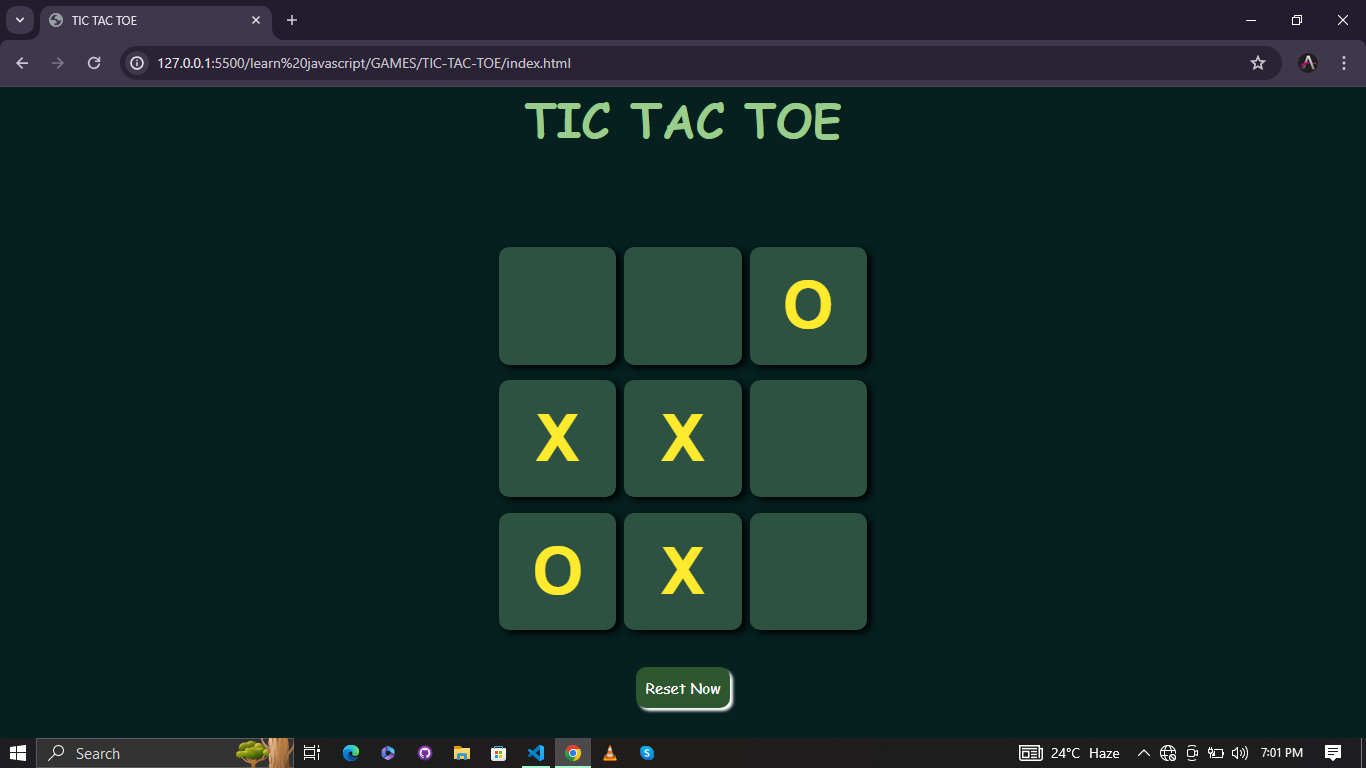 TIC TAC TOE
127.0.0.1:5500/learn%20javascript/GAMES/TIC-TAC-TOE/index.html
TIC TAC TOE
O
X X
O X
Reset Now
Search 24°C Haze 7:01 PM